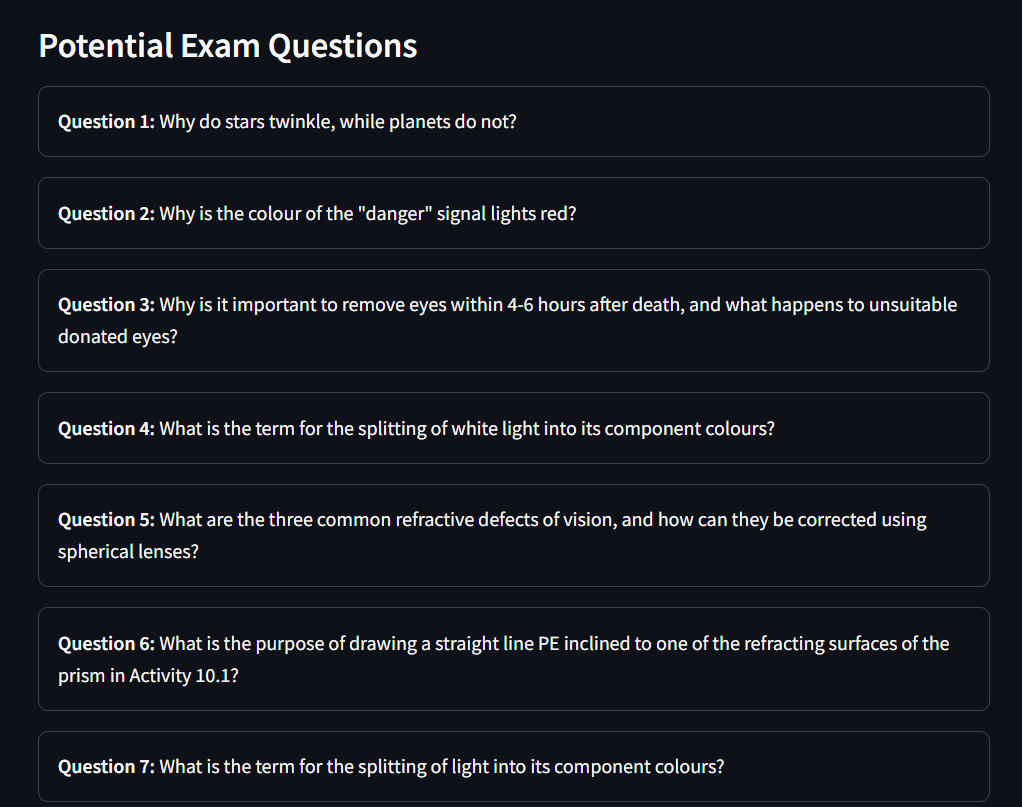 Potential Exam Questions
Question 1: Why do stars twinkle, while planets do not?
Question 2: Why is the colour of the "danger" signal lights red?
Question 3: Why is it important to remove eyes within 4-6 hours after death, and what happens to unsuitable
donated eyes?
Question 4: What is the term for the splitting of white light into its component colours?
Question 5: What are the three common refractive defects of vision, and how can they be corrected using
spherical lenses?
Question 6: What is the purpose of drawing a straight line PE inclined to one of the refracting surfaces of the
prism in Activity 10.1?
Question 7: What is the term for the splitting of light into its component colours?